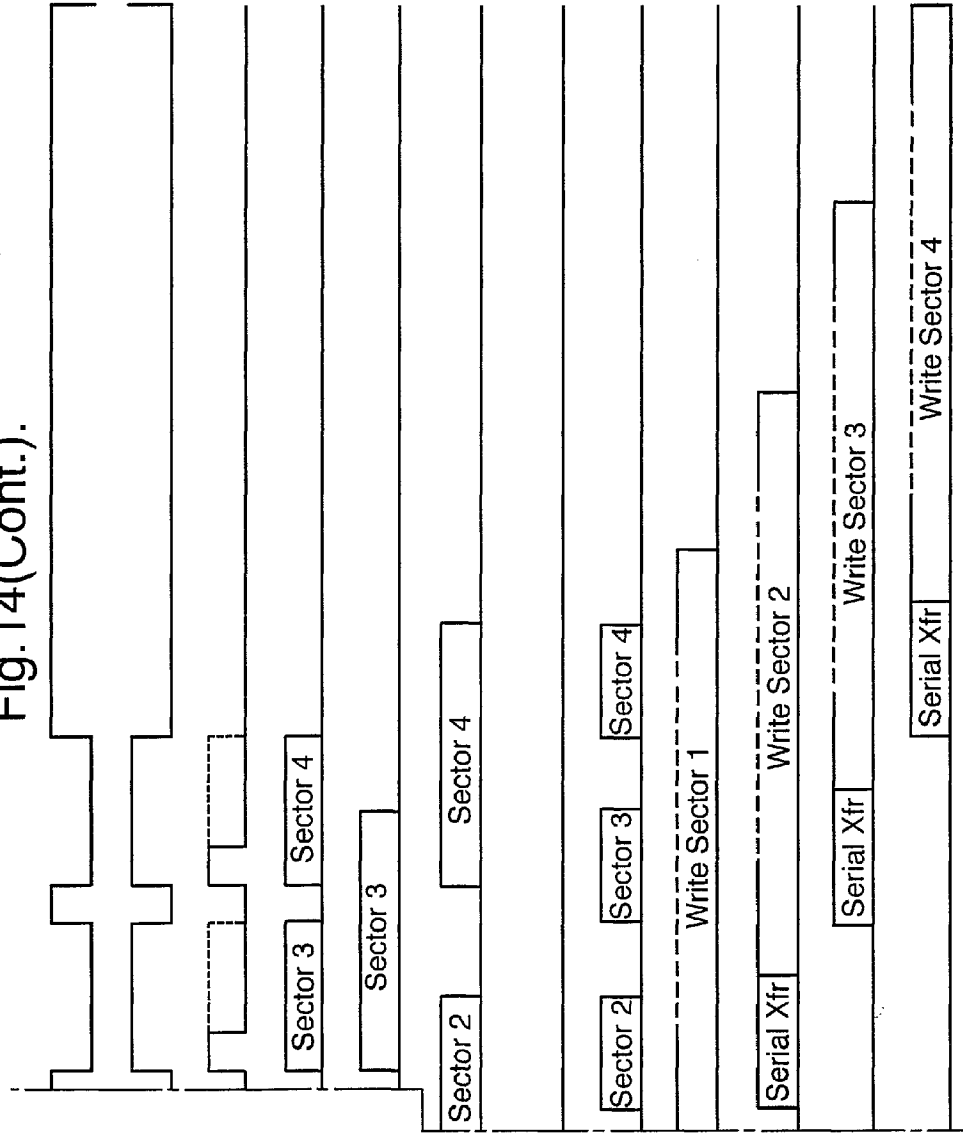 Fig.14(Cont.).
Sector 3
Sector 4
Sector 3
Sector 2
Sector 4
Sector 2
Sector 3
Sector 4
Write Sector 1
Serial Xfr
Write Sector 2
Serial Xfr
Write Sector 3
Serial Xfr
Write Sector 4